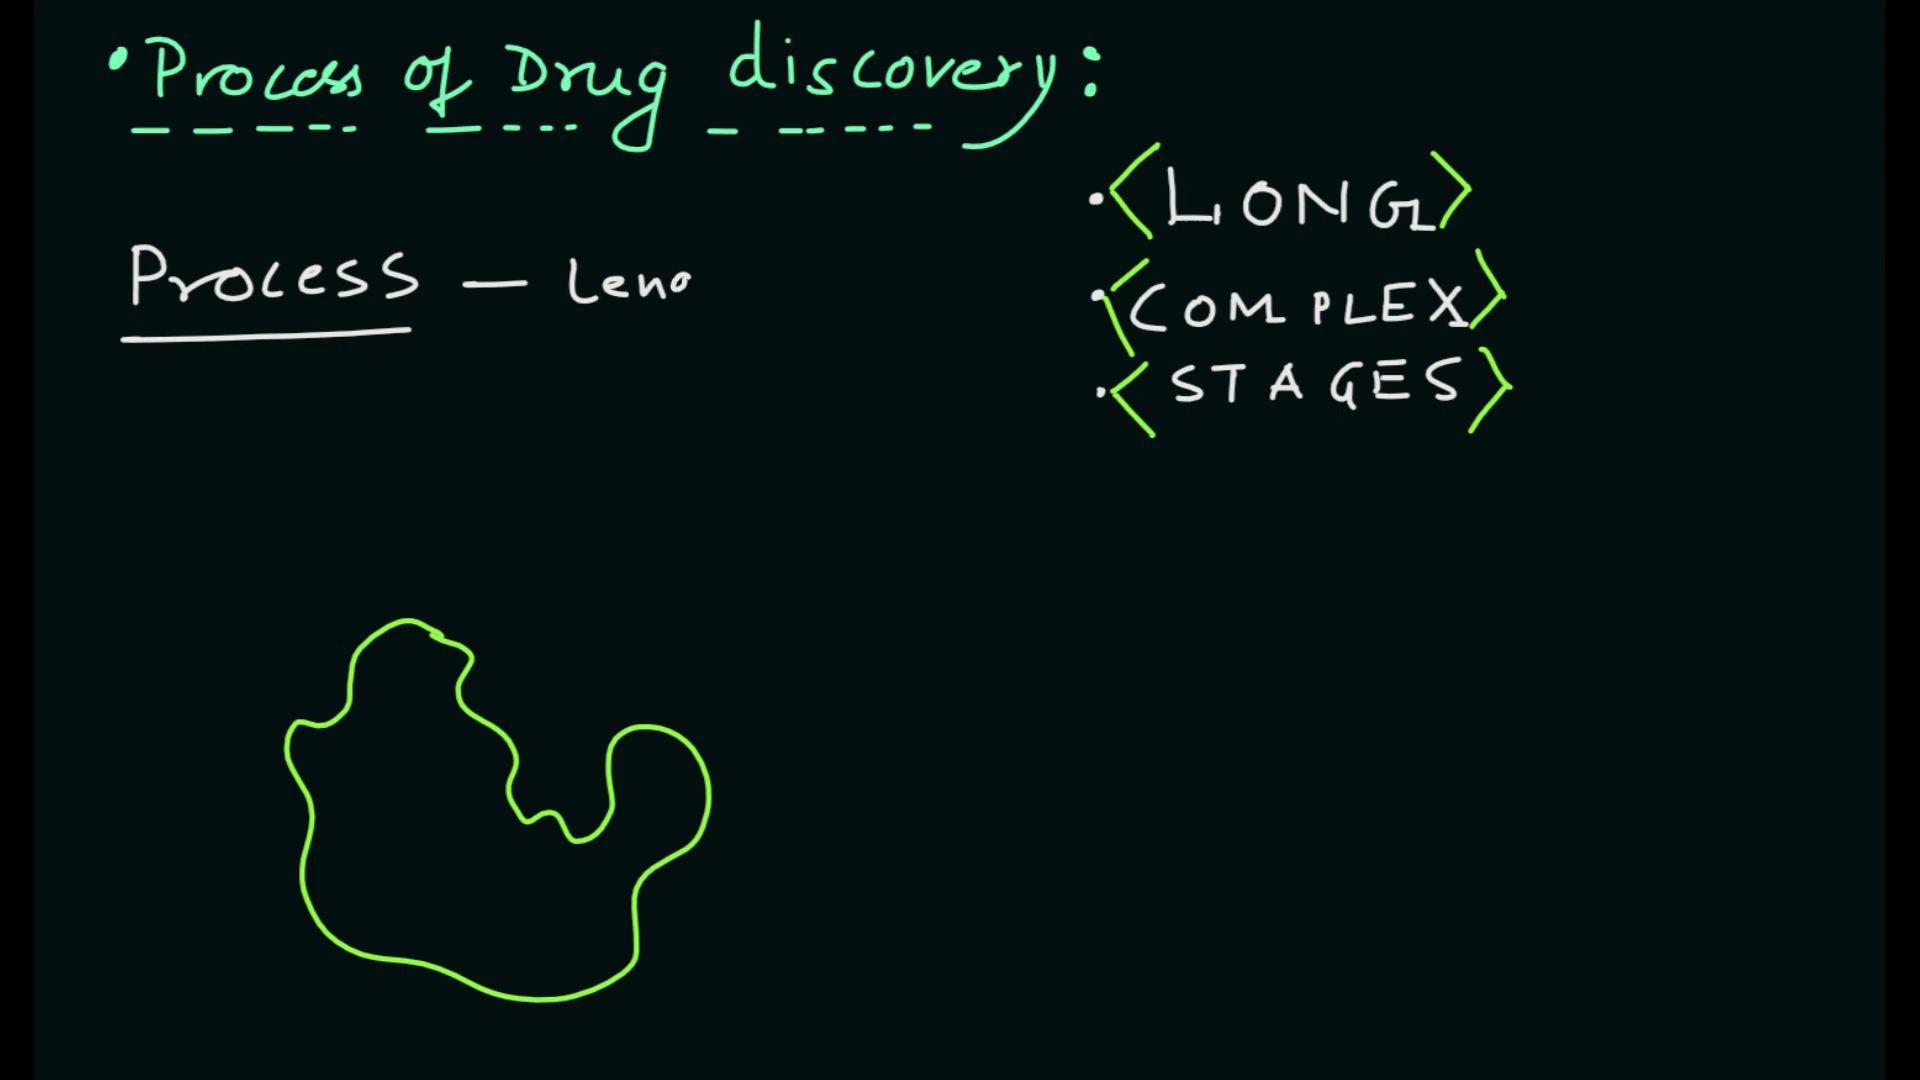 • Process of Drug discovery:
Process — Leno
• <LONG>
• <COMPLEX>
• <STAGES>